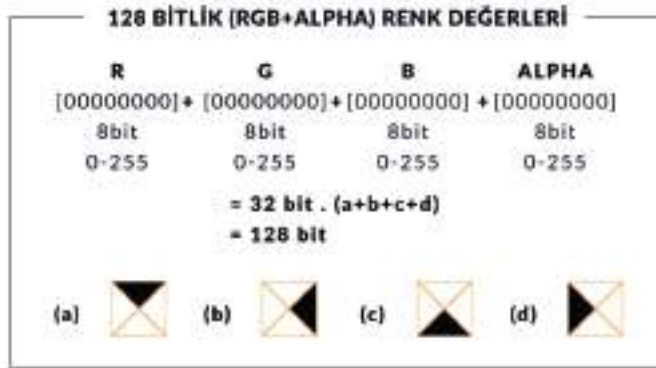 128 BİTLİK (RGB+ALPHA) RENK DEĞERLERİ
R G B ALPHA
[00000000]+ [00000000]+[00000000] +[00000000]
8bit 8bit 8bit 8bit
0-255 0-255 0-255 0-255
= 32 bit . (a+b+c+d)
= 128 bit
(a) (b) (c) (d)